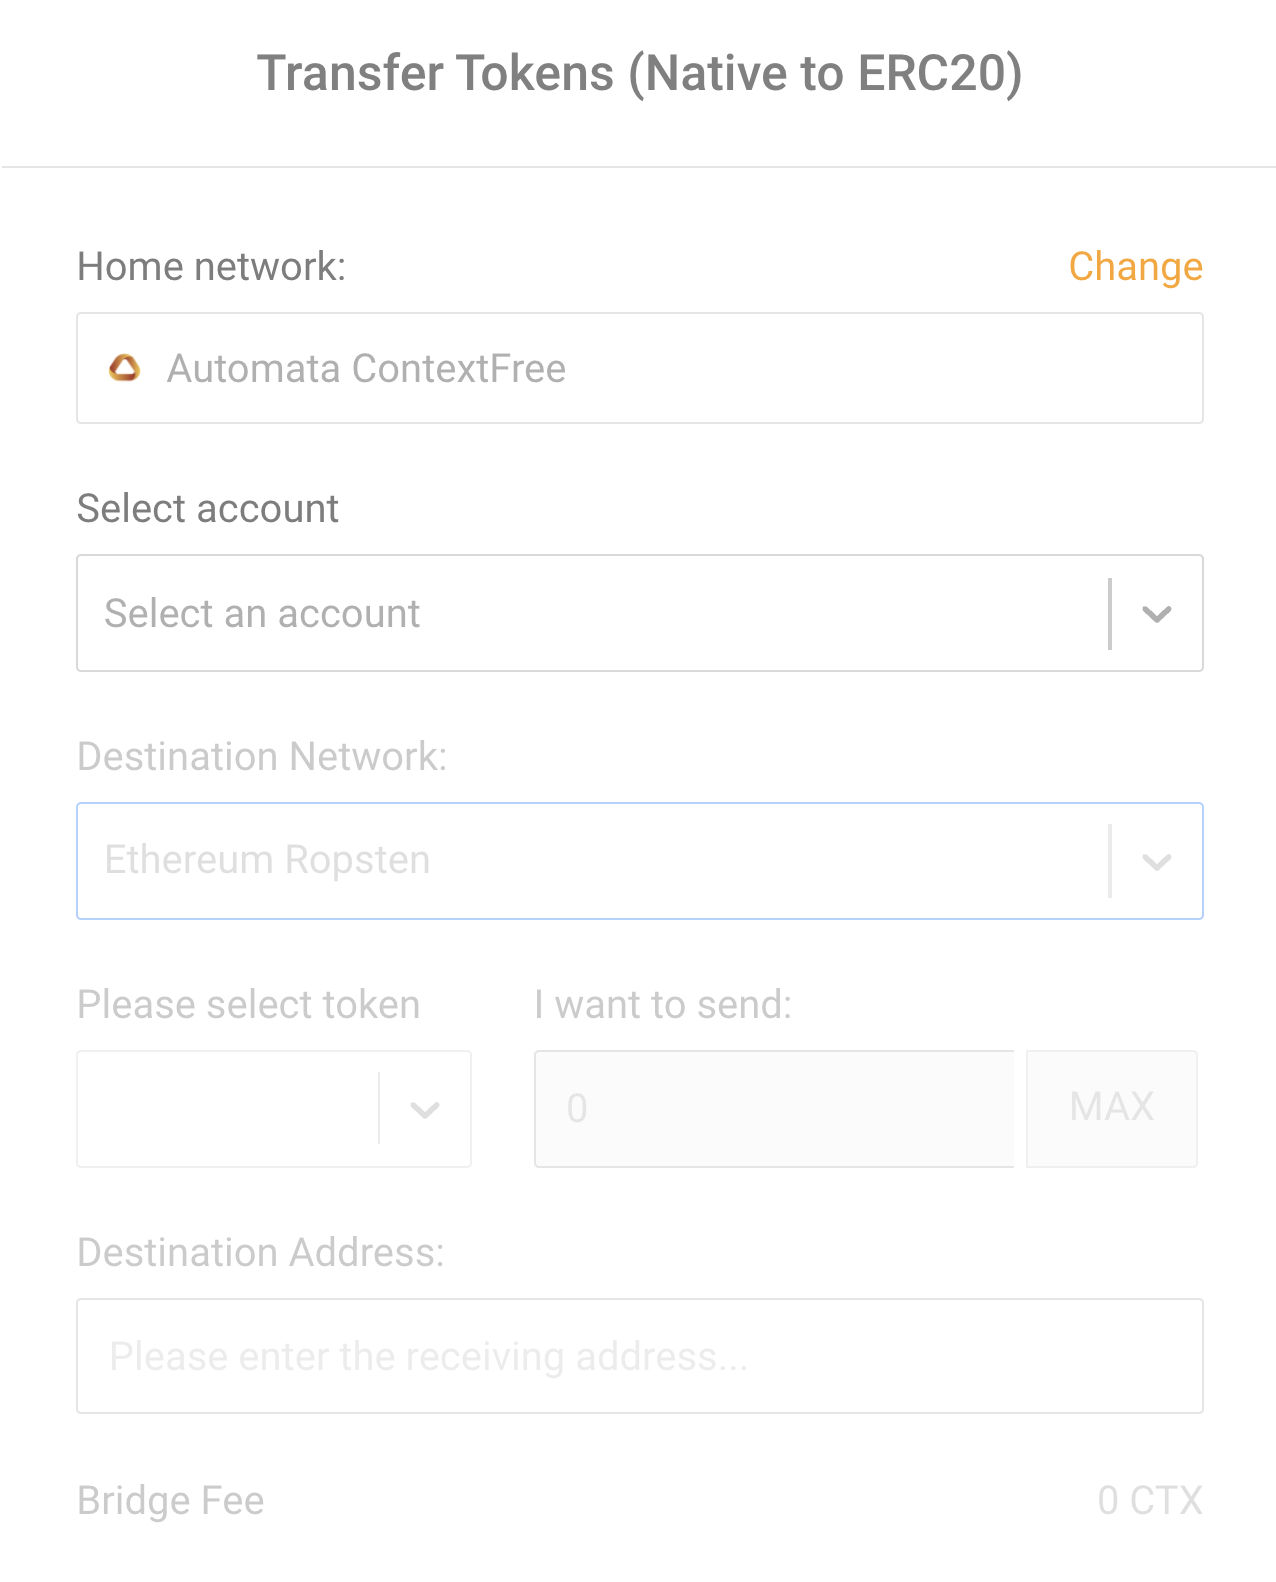 Transfer Tokens (Native to ERC20)
Home network:
Change
Automata ContextFree
Select account
Select an account
Destination Network:
Ethereum Ropsten
Please select token
I want to send:
0
MAX
Destination Address:
Please enter the receiving address...
Bridge Fee
0 CTX